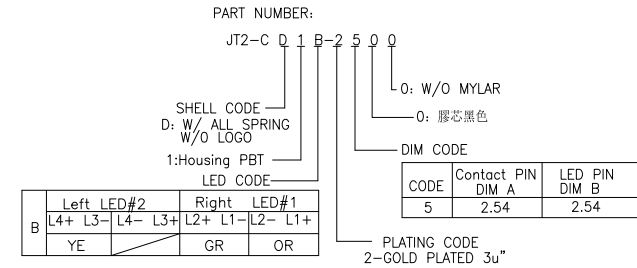 PART NUMBER:
JT2-C D 1 B-2 5 0 0
0: W/O MYLAR
SHELL CODE
D: W/ ALL SPRING
W/O LOGO
0: 膠芯黑色
1:Housing PBT
DIM CODE
LED CODE
CODE Contact PIN DIM A LED PIN DIM B
5 2.54 2.54
B Left LED#2 Right LED#1
L4+ L3- L4- L3+ L2+ L1- L2- L1+
YE GR OR
PLATING CODE
2-GOLD PLATED 3u"